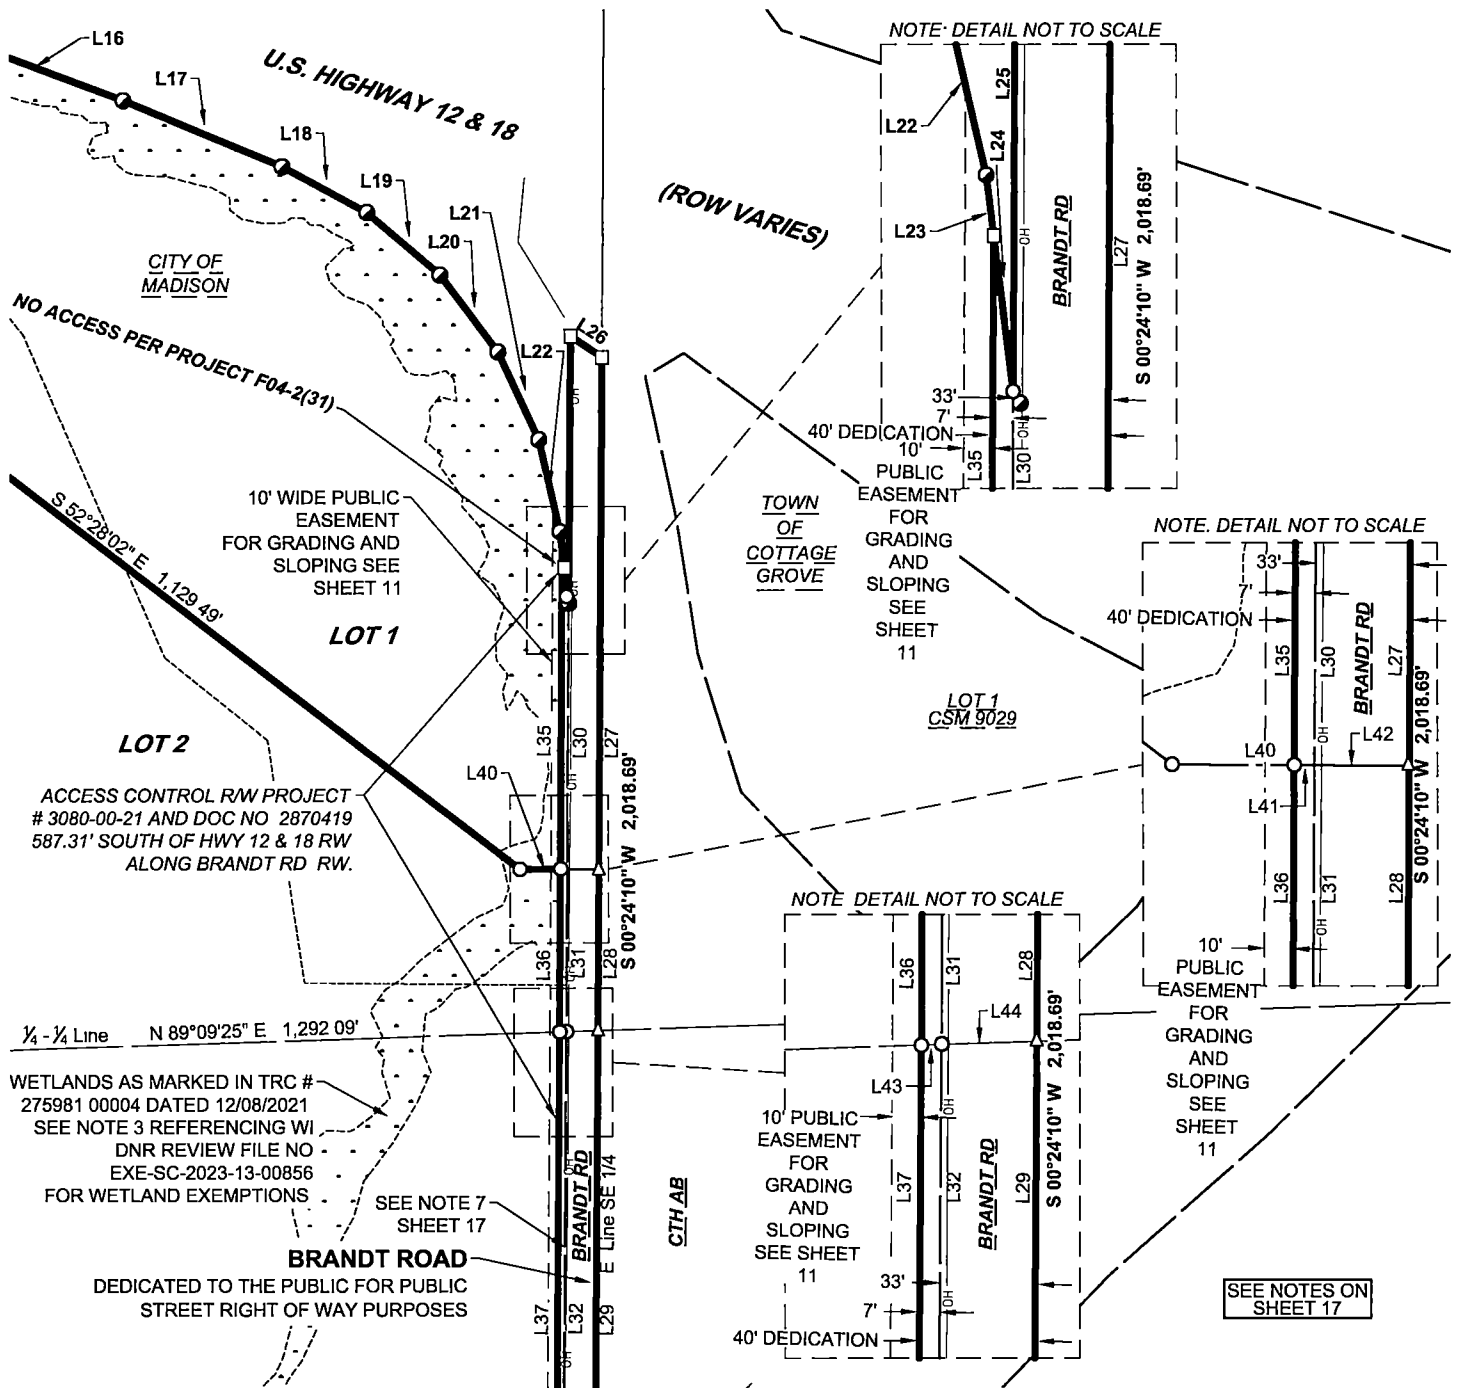 L16
L17
L18
L19
L20
L21
L22
L26
U.S. HIGHWAY 12 & 18
(ROW VARIES)
CITY OF
MADISON
NO ACCESS PER PROJECT F04-2(31)
S 52°28'02" E 1,129 49'
10' WIDE PUBLIC
EASEMENT
FOR GRADING AND
SLOPING SEE
SHEET 11
LOT 1
LOT 2
ACCESS CONTROL R/W PROJECT
# 3080-00-21 AND DOC NO 2870419
587.31' SOUTH OF HWY 12 & 18 RW
ALONG BRANDT RD RW.
L40
L35
L30
L27
S 00°24'10" W 2,018.69'
L36
L31
L28
OH
OH
¼ - ¼ Line N 89°09'25" E 1,292 09'
WETLANDS AS MARKED IN TRC #
275981 00004 DATED 12/08/2021
SEE NOTE 3 REFERENCING WI
DNR REVIEW FILE NO
EXE-SC-2023-13-00856
FOR WETLAND EXEMPTIONS
SEE NOTE 7
SHEET 17
BRANDT ROAD
DEDICATED TO THE PUBLIC FOR PUBLIC
STREET RIGHT OF WAY PURPOSES
BRANDT RD
E Line SE 1/4
OH
L37
L32
L29
OH
CTH AB
TOWN
OF
COTTAGE
GROVE
LOT 1
CSM 9029
NOTE: DETAIL NOT TO SCALE
L22
L25
L24
L23
OH
BRANDT RD
L27
S 00°24'10" W 2,018.69'
33'
7'
40' DEDICATION
10'
L35
L30
OH
PUBLIC
EASEMENT
FOR
GRADING
AND
SLOPING
SEE
SHEET
11
NOTE. DETAIL NOT TO SCALE
33'
7'
40' DEDICATION
L35
L30
BRANDT RD
L27
S 00°24'10" W 2,018.69'
OH
L40
L42
L41
L36
L31
L28
OH
10'
PUBLIC
EASEMENT
FOR
GRADING
AND
SLOPING
SEE
SHEET
11
NOTE DETAIL NOT TO SCALE
L36
L31
L28
L44
S 00°24'10" W 2,018.69'
L43
OH
10' PUBLIC
EASEMENT
FOR
GRADING
AND
SLOPING
SEE SHEET
11
L37
L32
BRANDT RD
L29
33'
OH
7'
40' DEDICATION
SEE NOTES ON
SHEET 17